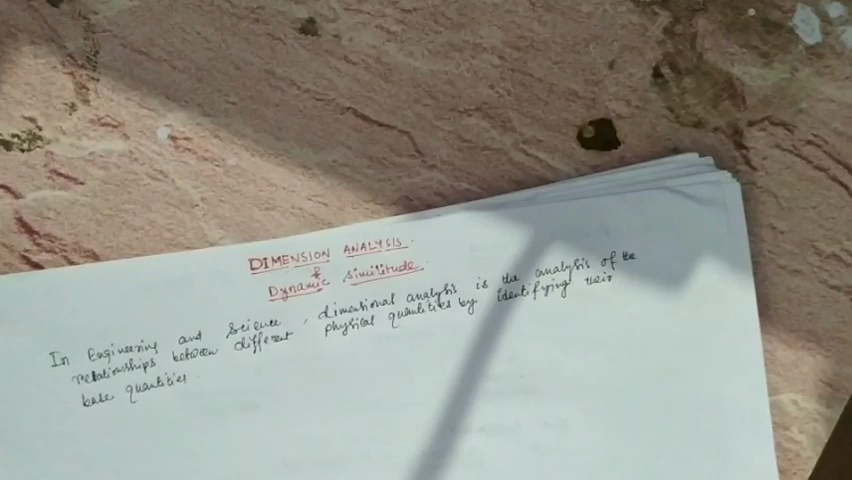 DIMENSION ANALYSIS.
&
Dynamic similitude.
In Engineering and Science, dimensional analysis is the analysis of the
relationships between different physical quantities by identifying their
base quantities.